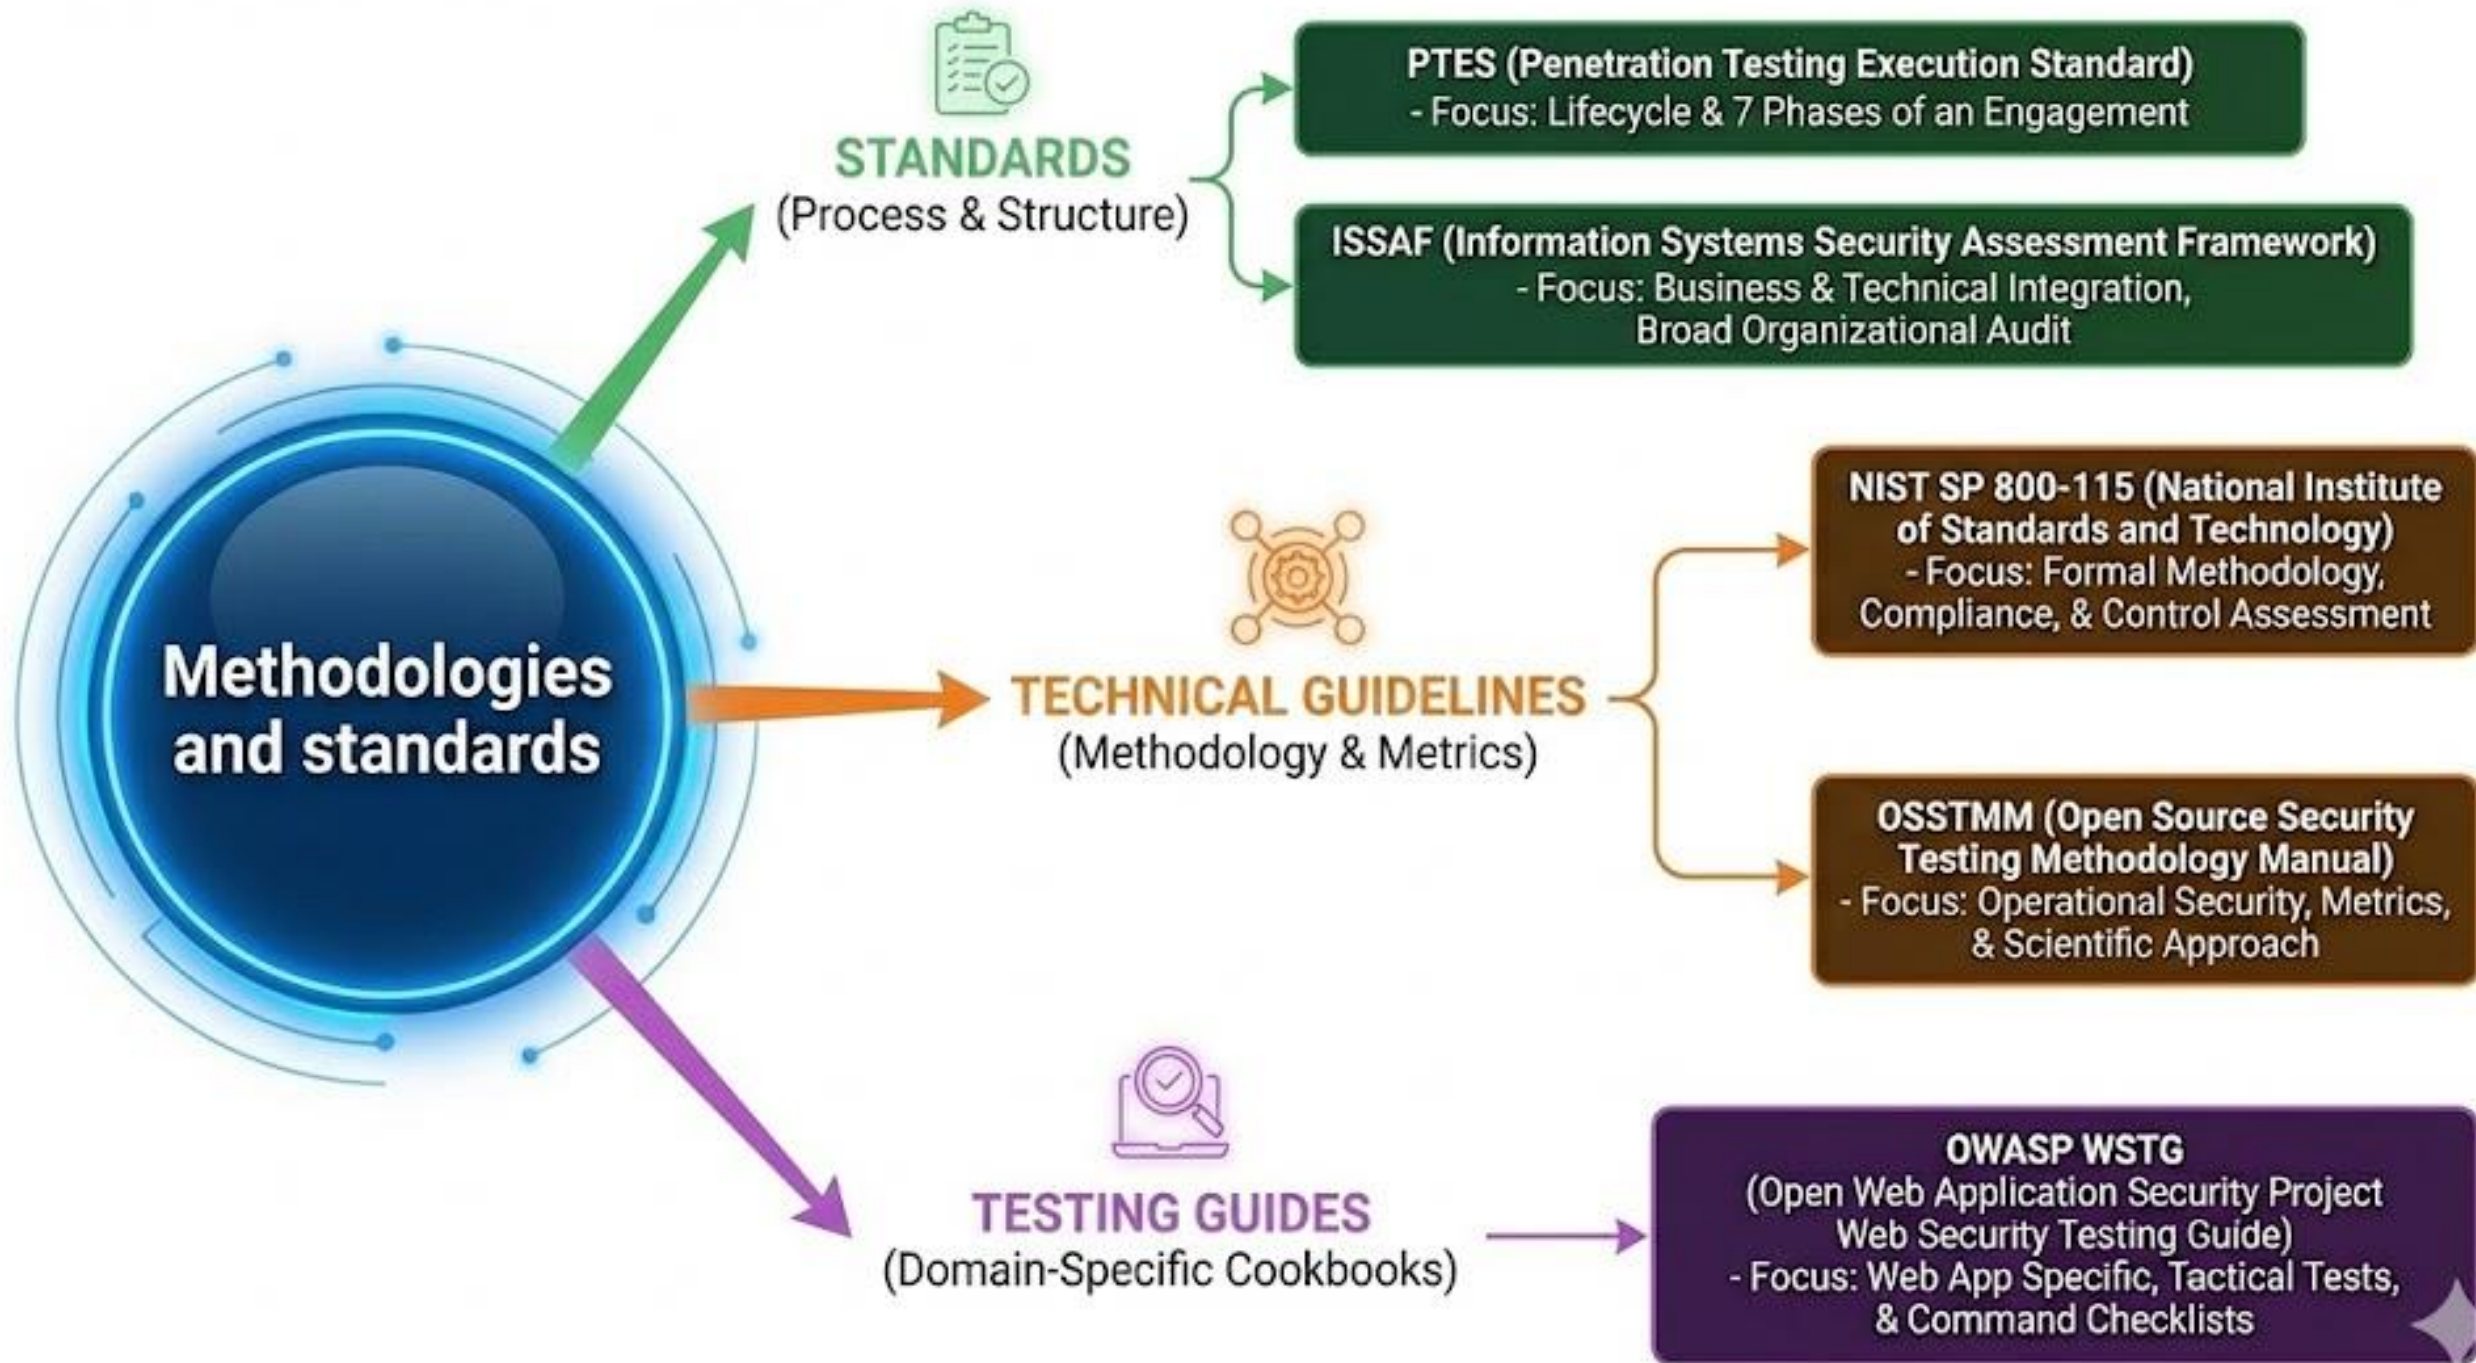 Methodologies
and standards
STANDARDS
(Process & Structure)
PTES (Penetration Testing Execution Standard)
- Focus: Lifecycle & 7 Phases of an Engagement
ISSAF (Information Systems Security Assessment Framework)
- Focus: Business & Technical Integration,
Broad Organizational Audit
TECHNICAL GUIDELINES
(Methodology & Metrics)
NIST SP 800-115 (National Institute
of Standards and Technology)
- Focus: Formal Methodology,
Compliance, & Control Assessment
OSSTMM (Open Source Security
Testing Methodology Manual)
- Focus: Operational Security, Metrics,
& Scientific Approach
TESTING GUIDES
(Domain-Specific Cookbooks)
OWASP WSTG
(Open Web Application Security Project
Web Security Testing Guide)
- Focus: Web App Specific, Tactical Tests,
& Command Checklists